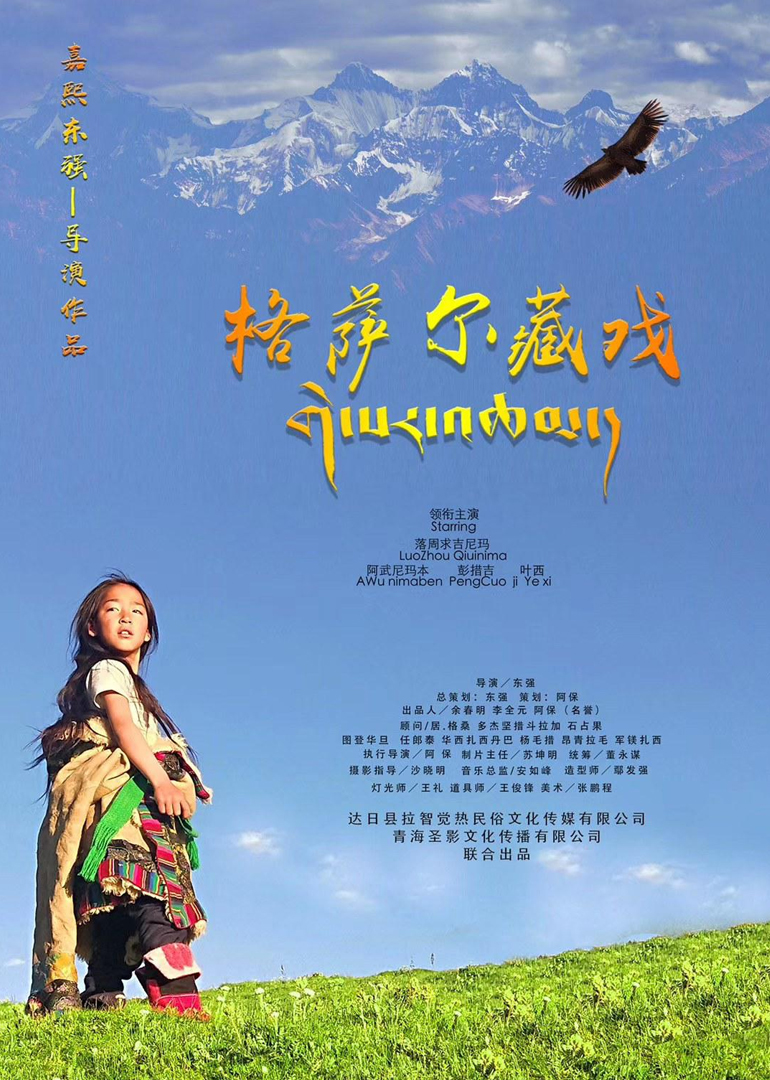 嘉熙东强—导演作品
格萨尔藏戏
领衔主演
Starring
落周求吉尼玛
LuoZhou Qiuinima
阿武尼玛本 彭措吉 叶西
AWu nimaben PengCuo ji Ye xi
导演／东强
总策划：东强 策划：阿保
出品人／余春明 李全元 阿保（名誉）
顾问/居.格桑 多杰坚措斗拉加 石占果
图登华旦 任郎泰 华西扎西丹巴 杨毛措 昂青拉毛 军镁扎西
执行导演／阿保 制片主任／苏坤明 统筹／董永谋
摄影指导／沙晓明 音乐总监/安如峰 造型师／鄢发强
灯光师／王礼 道具师／王俊锋 美术／张鹏程
达日县拉智觉热民俗文化传媒有限公司
青海圣影文化传播有限公司
联合出品